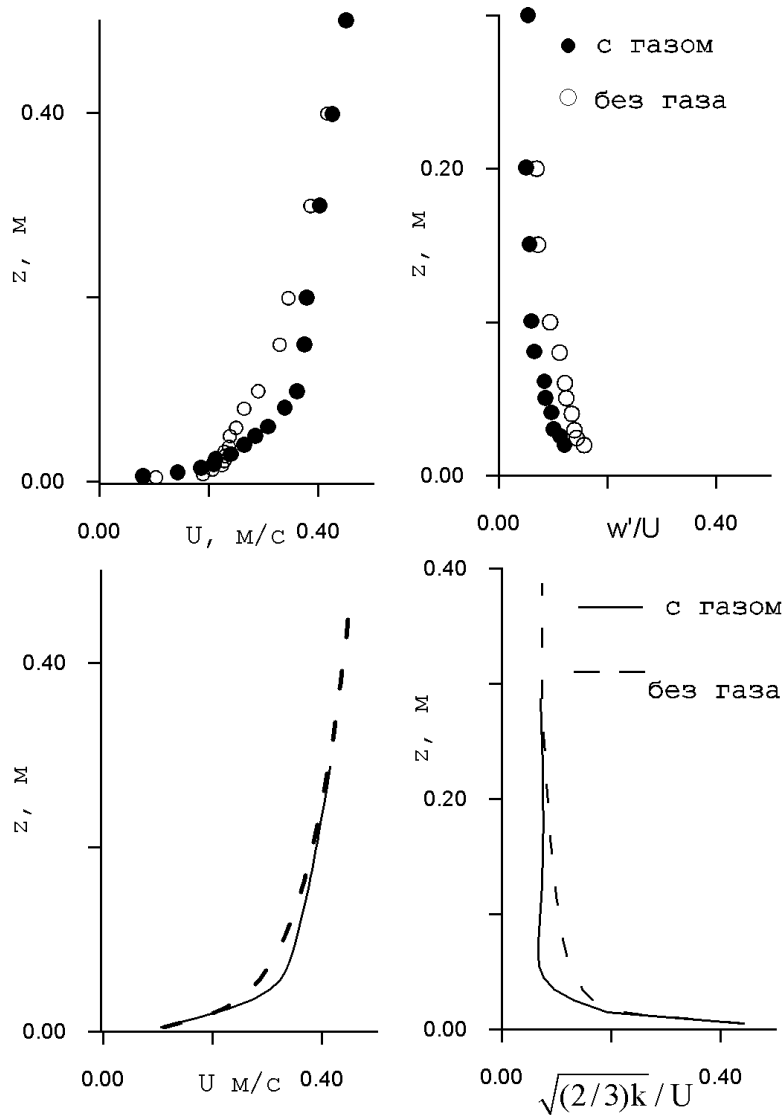 с газом
без газа
0.40
z, м
0.00
0.00
0.40
U, м/с
0.20
z, м
0.00
0.00
0.40
w'/U
0.40
z, м
0.00
0.00
0.40
U м/с
с газом
без газа
0.40
z, м
0.20
0.00
0.00
0.40
√(2/3)k / U